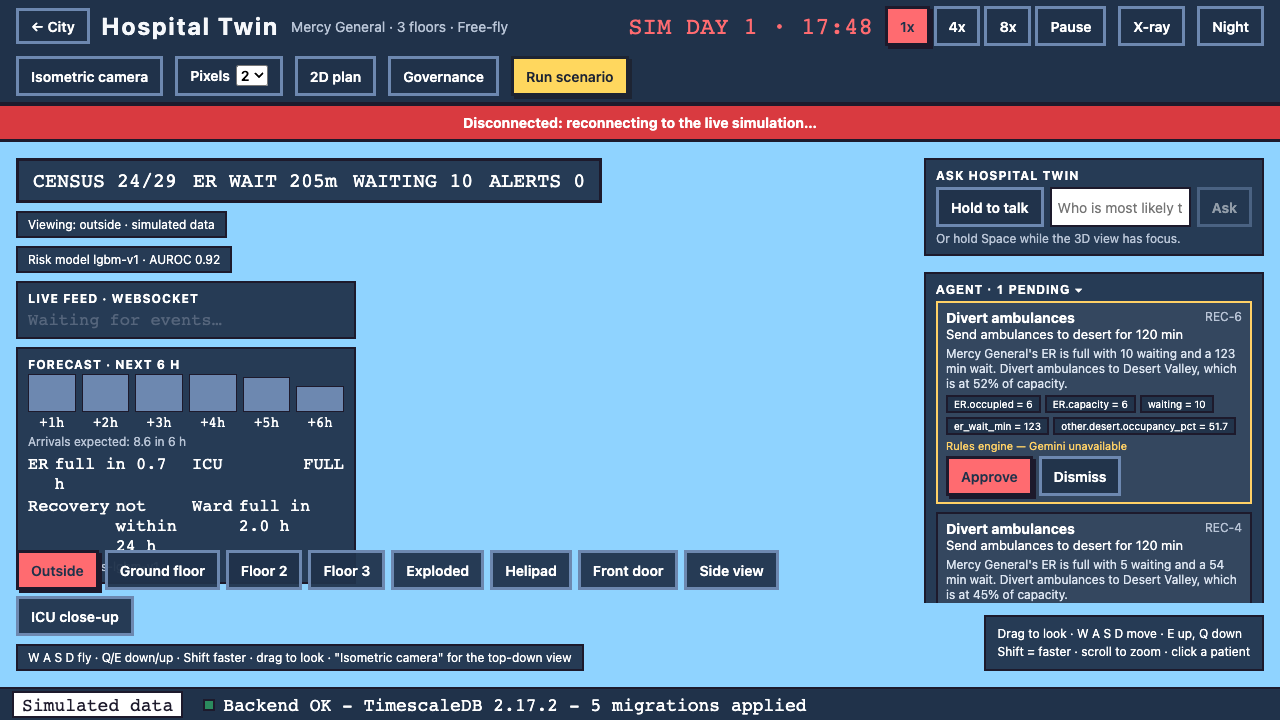 ← City
Hospital Twin
Mercy General · 3 floors · Free-fly
SIM DAY 1 · 17:48
1x
4x
8x
Pause
X-ray
Night
Isometric camera
Pixels 2
2D plan
Governance
Run scenario
Disconnected: reconnecting to the live simulation...
CENSUS 24/29 ER WAIT 205m WAITING 10 ALERTS 0
Viewing: outside · simulated data
Risk model lgbm-v1 · AUROC 0.92
LIVE FEED · WEBSOCKET
Waiting for events…
FORECAST · NEXT 6 H
+1h +2h +3h +4h +5h +6h
Arrivals expected: 8.6 in 6 h
ER full in 0.7 h
ICU FULL
Recovery not within 24 h
Ward full in 2.0 h
Outside
Ground floor
Floor 2
Floor 3
Exploded
Helipad
Front door
Side view
ICU close-up
W A S D fly · Q/E down/up · Shift faster · drag to look · "Isometric camera" for the top-down view
ASK HOSPITAL TWIN
Hold to talk
Who is most likely t
Ask
Or hold Space while the 3D view has focus.
AGENT · 1 PENDING
Divert ambulances REC-6
Send ambulances to desert for 120 min
Mercy General's ER is full with 10 waiting and a 123
min wait. Divert ambulances to Desert Valley, which
is at 52% of capacity.
ER.occupied = 6 ER.capacity = 6 waiting = 10
er_wait_min = 123 other.desert.occupancy_pct = 51.7
Rules engine — Gemini unavailable
Approve
Dismiss
Divert ambulances REC-4
Send ambulances to desert for 120 min
Mercy General's ER is full with 5 waiting and a 54
min wait. Divert ambulances to Desert Valley, which
is at 45% of capacity.
Drag to look · W A S D move · E up, Q down
Shift = faster · scroll to zoom · click a patient
Simulated data
Backend OK – TimescaleDB 2.17.2 – 5 migrations applied